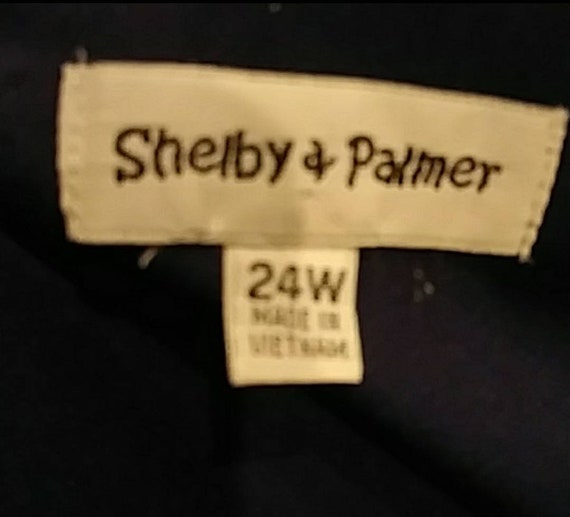 Shelby & Palmer
24W
MADE IN
VIETNAM